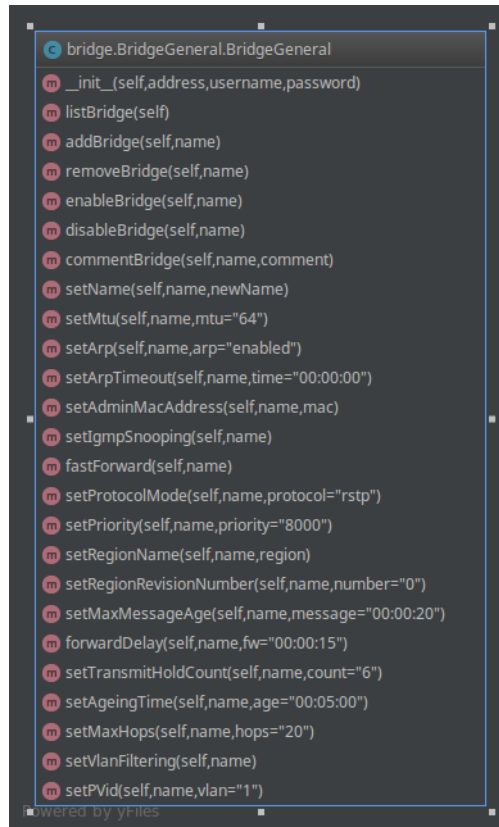 C bridge.BridgeGeneral.BridgeGeneral
m __init__(self,address,username,password)
m listBridge(self)
m addBridge(self,name)
m removeBridge(self,name)
m enableBridge(self,name)
m disableBridge(self,name)
m commentBridge(self,name,comment)
m setName(self,name,newName)
m setMtu(self,name,mtu="64")
m setArp(self,name,arp="enabled")
m setArpTimeout(self,name,time="00:00:00")
m setAdminMacAddress(self,name,mac)
m setIgmpSnooping(self,name)
m fastForward(self,name)
m setProtocolMode(self,name,protocol="rstp")
m setPriority(self,name,priority="8000")
m setRegionName(self,name,region)
m setRegionRevisionNumber(self,name,number="0")
m setMaxMessageAge(self,name,message="00:00:20")
m forwardDelay(self,name,fw="00:00:15")
m setTransmitHoldCount(self,name,count="6")
m setAgeingTime(self,name,age="00:05:00")
m setMaxHops(self,name,hops="20")
m setVlanFiltering(self,name)
m setPVid(self,name,vlan="1")
Powered by yFiles